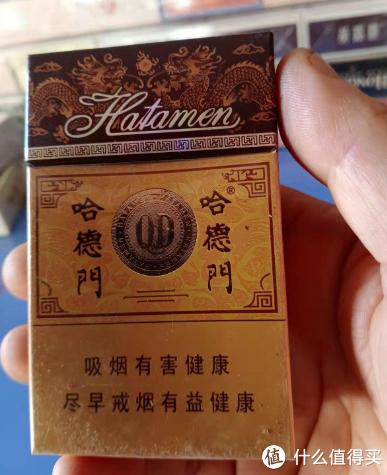 Hatamen
哈德門
QD
哈德門®
吸烟有害健康
尽早戒烟有益健康
值 什么值得买